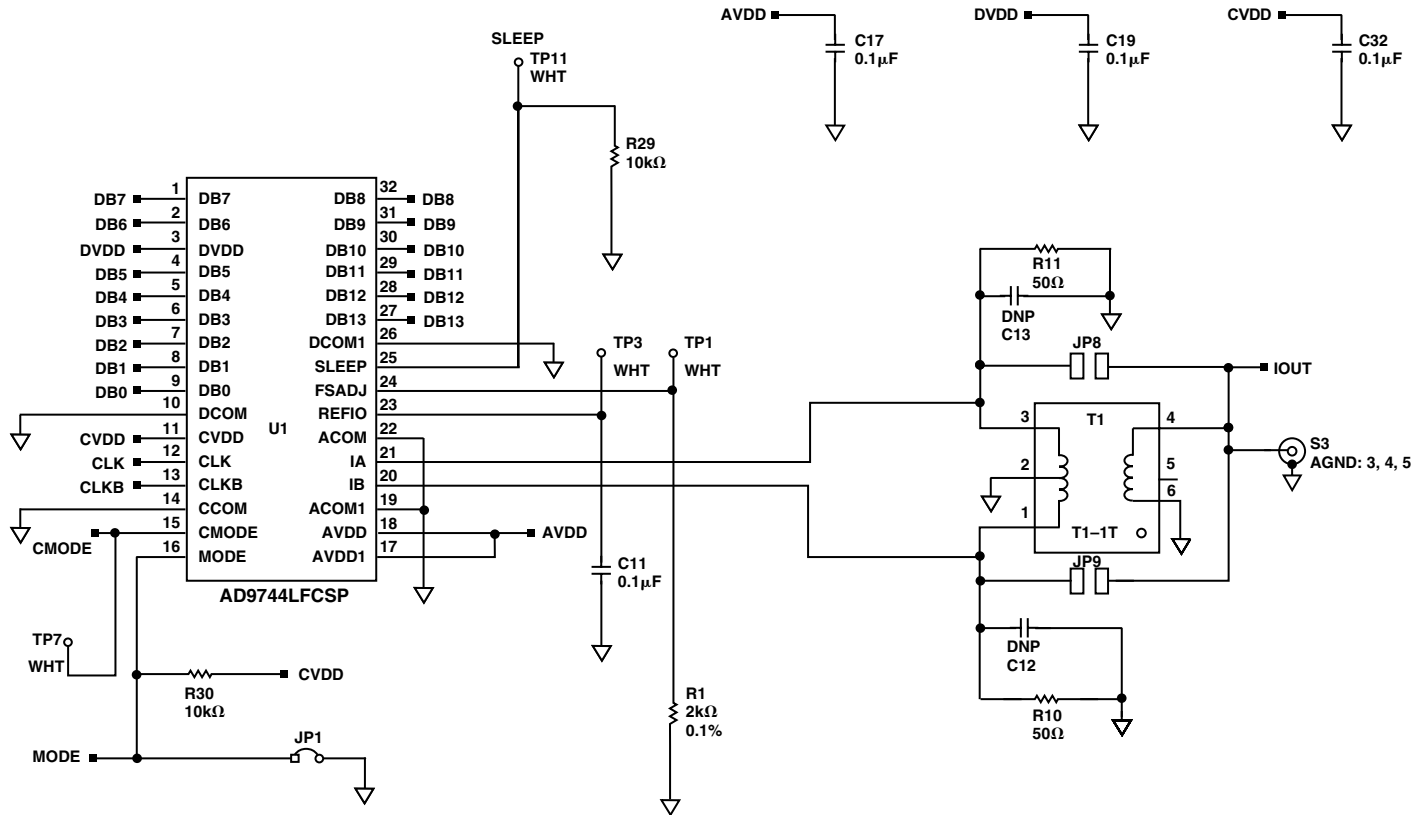 AVDD
C17
0.1µF
DVDD
C19
0.1µF
CVDD
C32
0.1µF
SLEEP
TP11
WHT
R29
10kΩ
DB7 1 DB7
DB6 2 DB6
DVDD 3 DVDD
DB5 4 DB5
DB4 5 DB4
DB3 6 DB3
DB2 7 DB2
DB1 8 DB1
DB0 9 DB0
10 DCOM
CVDD 11 CVDD
CLK 12 CLK
CLKB 13 CLKB
14 CCOM
CMODE 15 CMODE
16 MODE
U1
DB8 32 DB8
DB9 31 DB9
DB10 30 DB10
DB11 29 DB11
DB12 28 DB12
DB13 27 DB13
DCOM1 26
SLEEP 25
FSADJ 24
REFIO 23
ACOM 22
IA 21
IB 20
ACOM1 19
AVDD 18 AVDD
AVDD1 17
AD9744LFCSP
TP3
WHT
TP1
WHT
C11
0.1µF
R1
2kΩ
0.1%
TP7
WHT
R30
10kΩ
CVDD
MODE
JP1
R11
50Ω
DNP
C13
JP8
IOUT
3 T1 4
2 5
6
1
T1–1T
S3
AGND: 3, 4, 5
JP9
DNP
C12
R10
50Ω